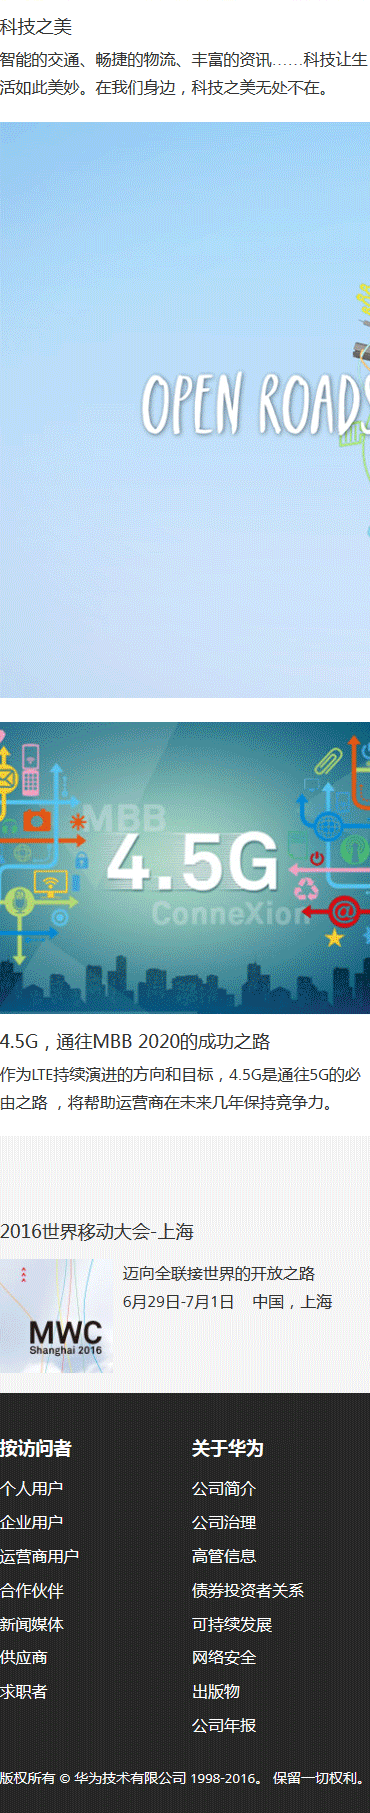 科技之美
智能的交通、畅捷的物流、丰富的资讯……科技让生
活如此美妙。在我们身边，科技之美无处不在。
OPEN ROADS
MBB
4.5G
ConneXion
4.5G，通往MBB 2020的成功之路
作为LTE持续演进的方向和目标，4.5G是通往5G的必
由之路 ，将帮助运营商在未来几年保持竞争力。
2016世界移动大会-上海
迈向全联接世界的开放之路
6月29日-7月1日 中国，上海
MWC
Shanghai 2016
按访问者
个人用户
企业用户
运营商用户
合作伙伴
新闻媒体
供应商
求职者
关于华为
公司简介
公司治理
高管信息
债券投资者关系
可持续发展
网络安全
出版物
公司年报
版权所有 © 华为技术有限公司 1998-2016。 保留一切权利。